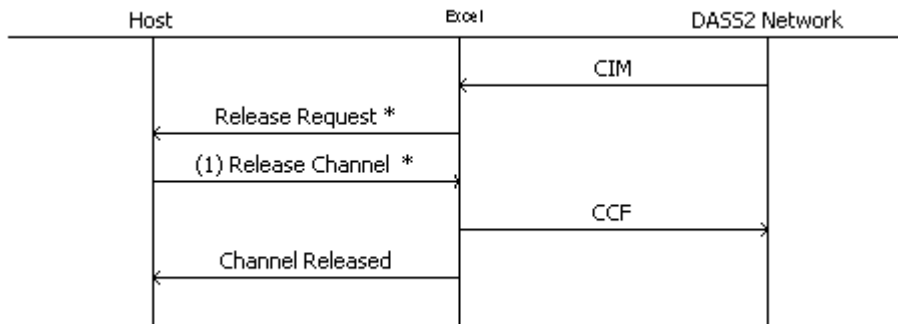 Host Excel DASS2 Network
CIM
Release Request *
(1) Release Channel *
CCF
Channel Released